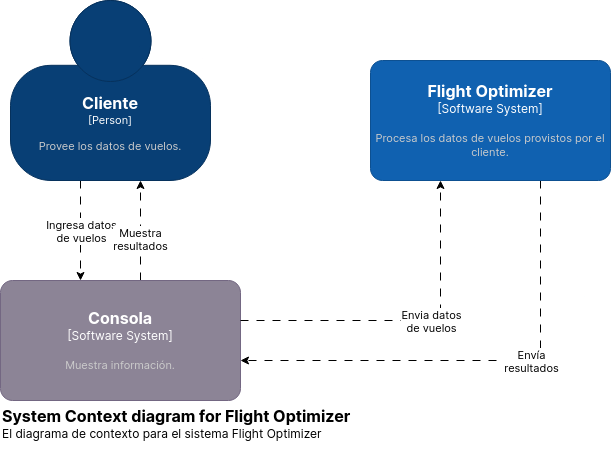 Cliente
[Person]
Provee los datos de vuelos.
Flight Optimizer
[Software System]
Procesa los datos de vuelos provistos por el
cliente.
Ingresa datos
de vuelos
Muestra
resultados
Consola
[Software System]
Muestra información.
Envia datos
de vuelos
Envía
resultados
System Context diagram for Flight Optimizer
El diagrama de contexto para el sistema Flight Optimizer